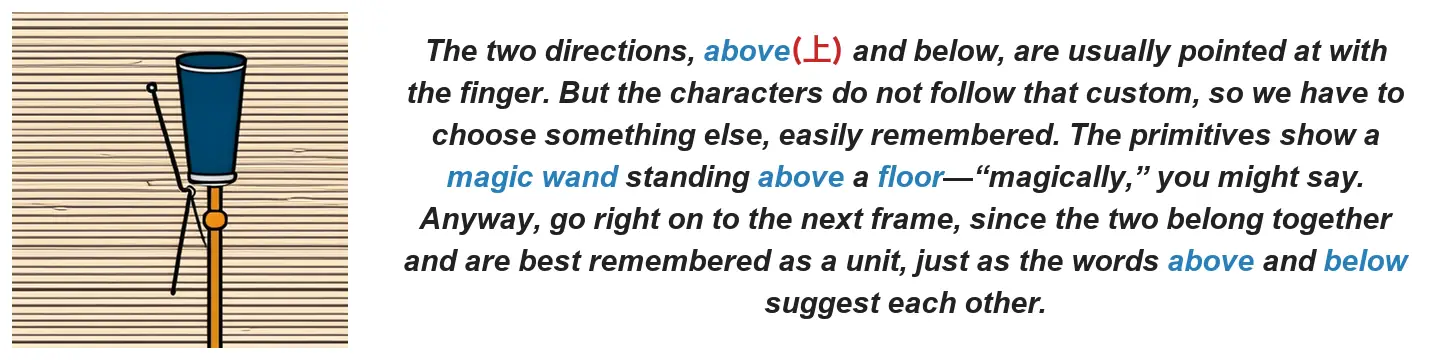 The two directions, above(上) and below, are usually pointed at with
the finger. But the characters do not follow that custom, so we have to
choose something else, easily remembered. The primitives show a
magic wand standing above a floor—“magically,” you might say.
Anyway, go right on to the next frame, since the two belong together
and are best remembered as a unit, just as the words above and below
suggest each other.